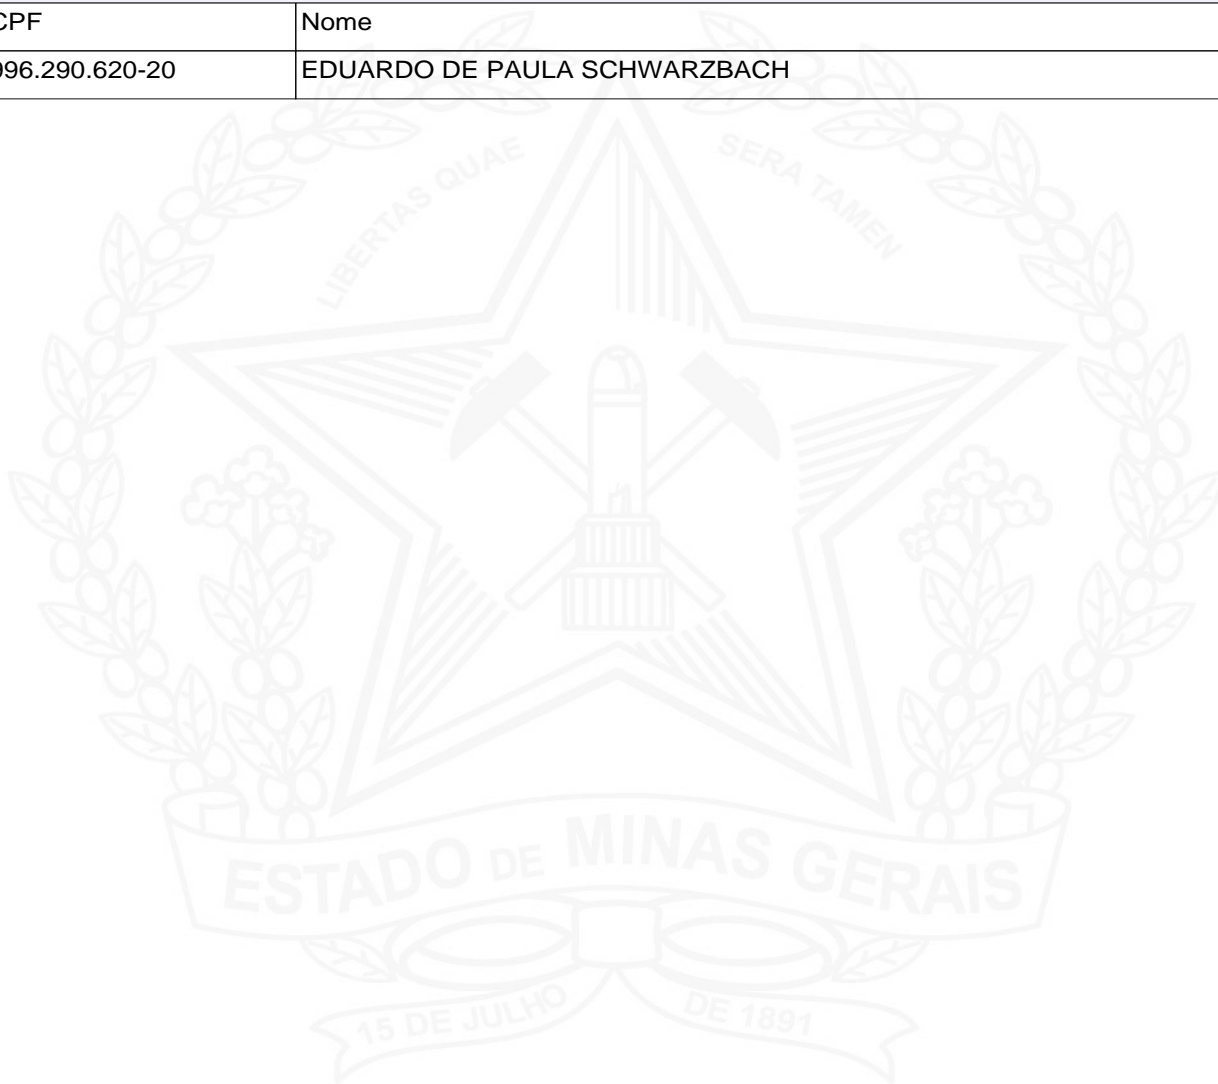 CPF Nome
996.290.620-20 EDUARDO DE PAULA SCHWARZBACH
LIBERTAS QUAE SERA TAMEN
ESTADO DE MINAS GERAIS
15 DE JULHO DE 1891